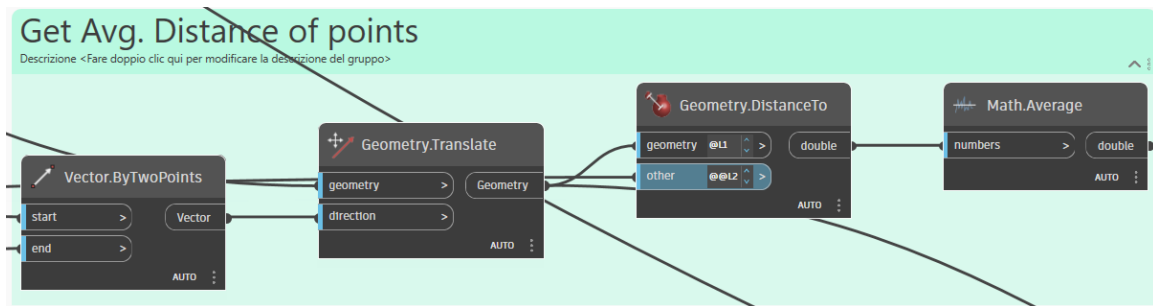 Get Avg. Distance of points
Descrizione <Fare doppio clic qui per modificare la descrizione del gruppo>
Vector.ByTwoPoints
start >
Vector
end >
AUTO
Geometry.Translate
geometry >
Geometry
direction >
AUTO
Geometry.DistanceTo
geometry @L1 >
double
other @@L2 >
AUTO
Math.Average
numbers >
double
AUTO